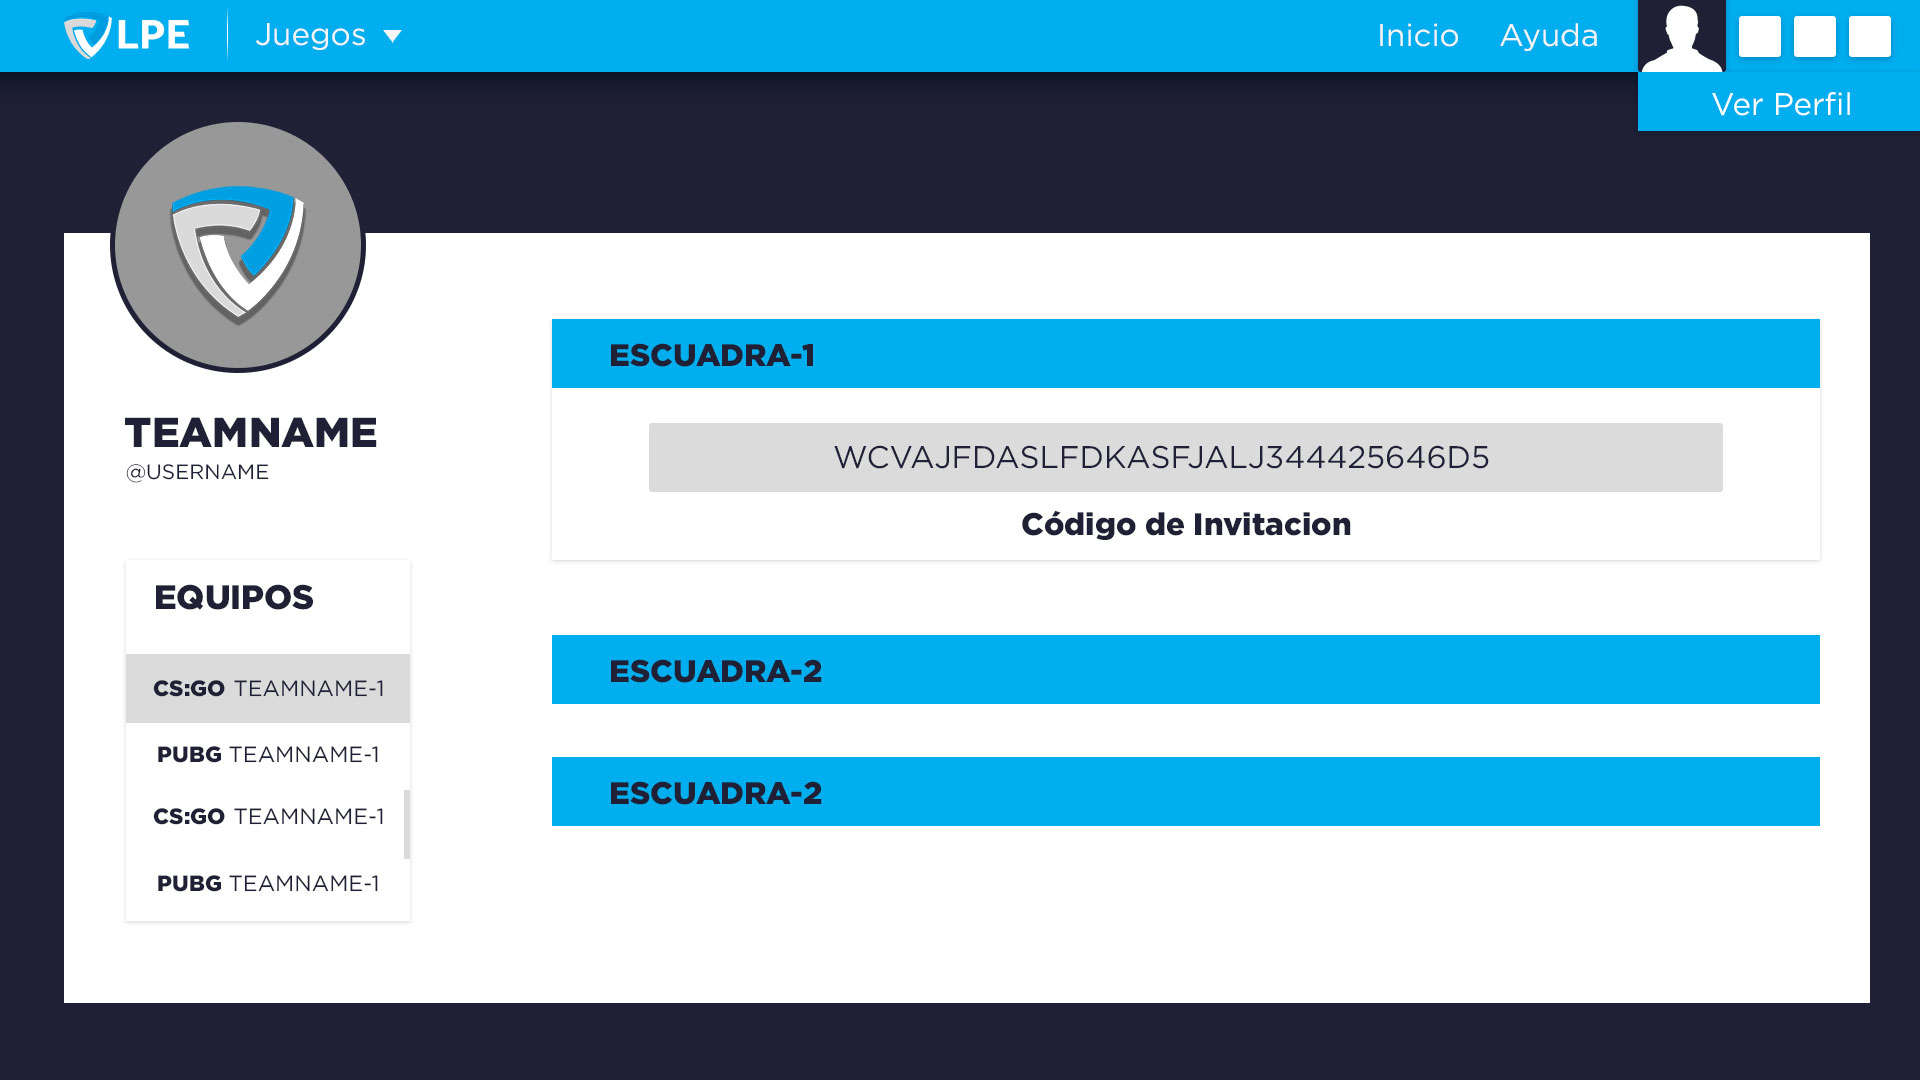 LPE
Juegos
Inicio
Ayuda
Ver Perfil
TEAMNAME
@USERNAME
EQUIPOS
CS:GO TEAMNAME-1
PUBG TEAMNAME-1
CS:GO TEAMNAME-1
PUBG TEAMNAME-1
ESCUADRA-1
WCVAJFDASLFDKASFJALJ344425646D5
Código de Invitacion
ESCUADRA-2
ESCUADRA-2